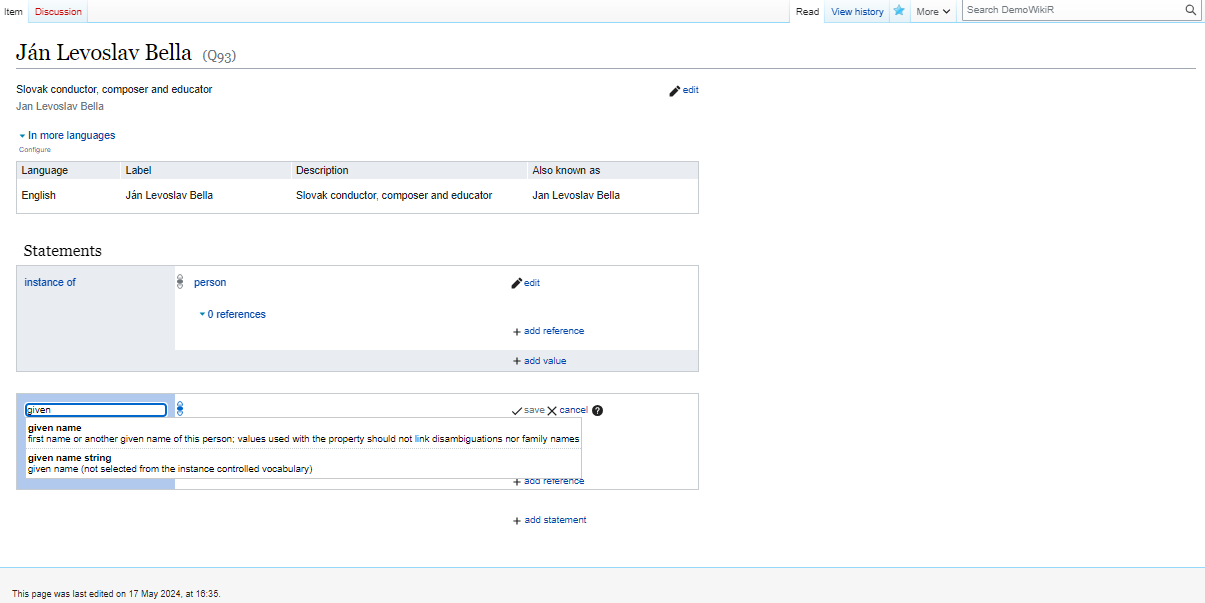 Item Discussion Read View history More Search DemoWikiR
Ján Levoslav Bella (Q93)
Slovak conductor, composer and educator edit
Jan Levoslav Bella
In more languages
Configure
Language Label Description Also known as
English Ján Levoslav Bella Slovak conductor, composer and educator Jan Levoslav Bella
Statements
instance of person edit
0 references
+ add reference
+ add value
given save cancel ?
given name
first name or another given name of this person; values used with the property should not link disambiguations nor family names
given name string
given name (not selected from the instance controlled vocabulary)
+ add reference
+ add statement
This page was last edited on 17 May 2024, at 16:35.